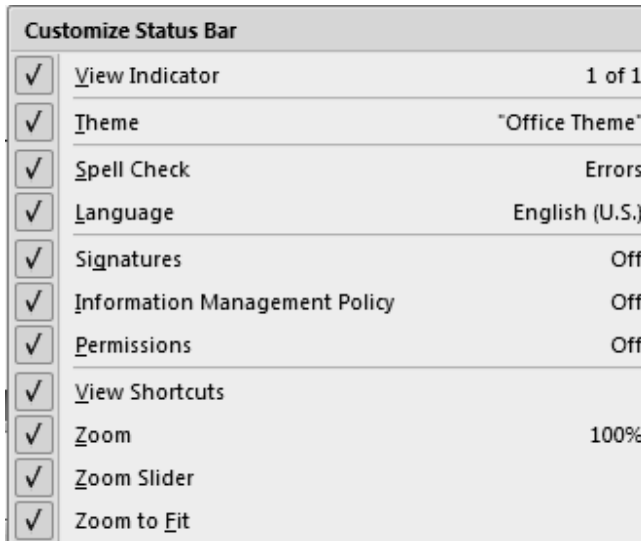 Customize Status Bar
View Indicator 1 of 1
Theme "Office Theme"
Spell Check Errors
Language English (U.S.)
Signatures Off
Information Management Policy Off
Permissions Off
View Shortcuts
Zoom 100%
Zoom Slider
Zoom to Fit